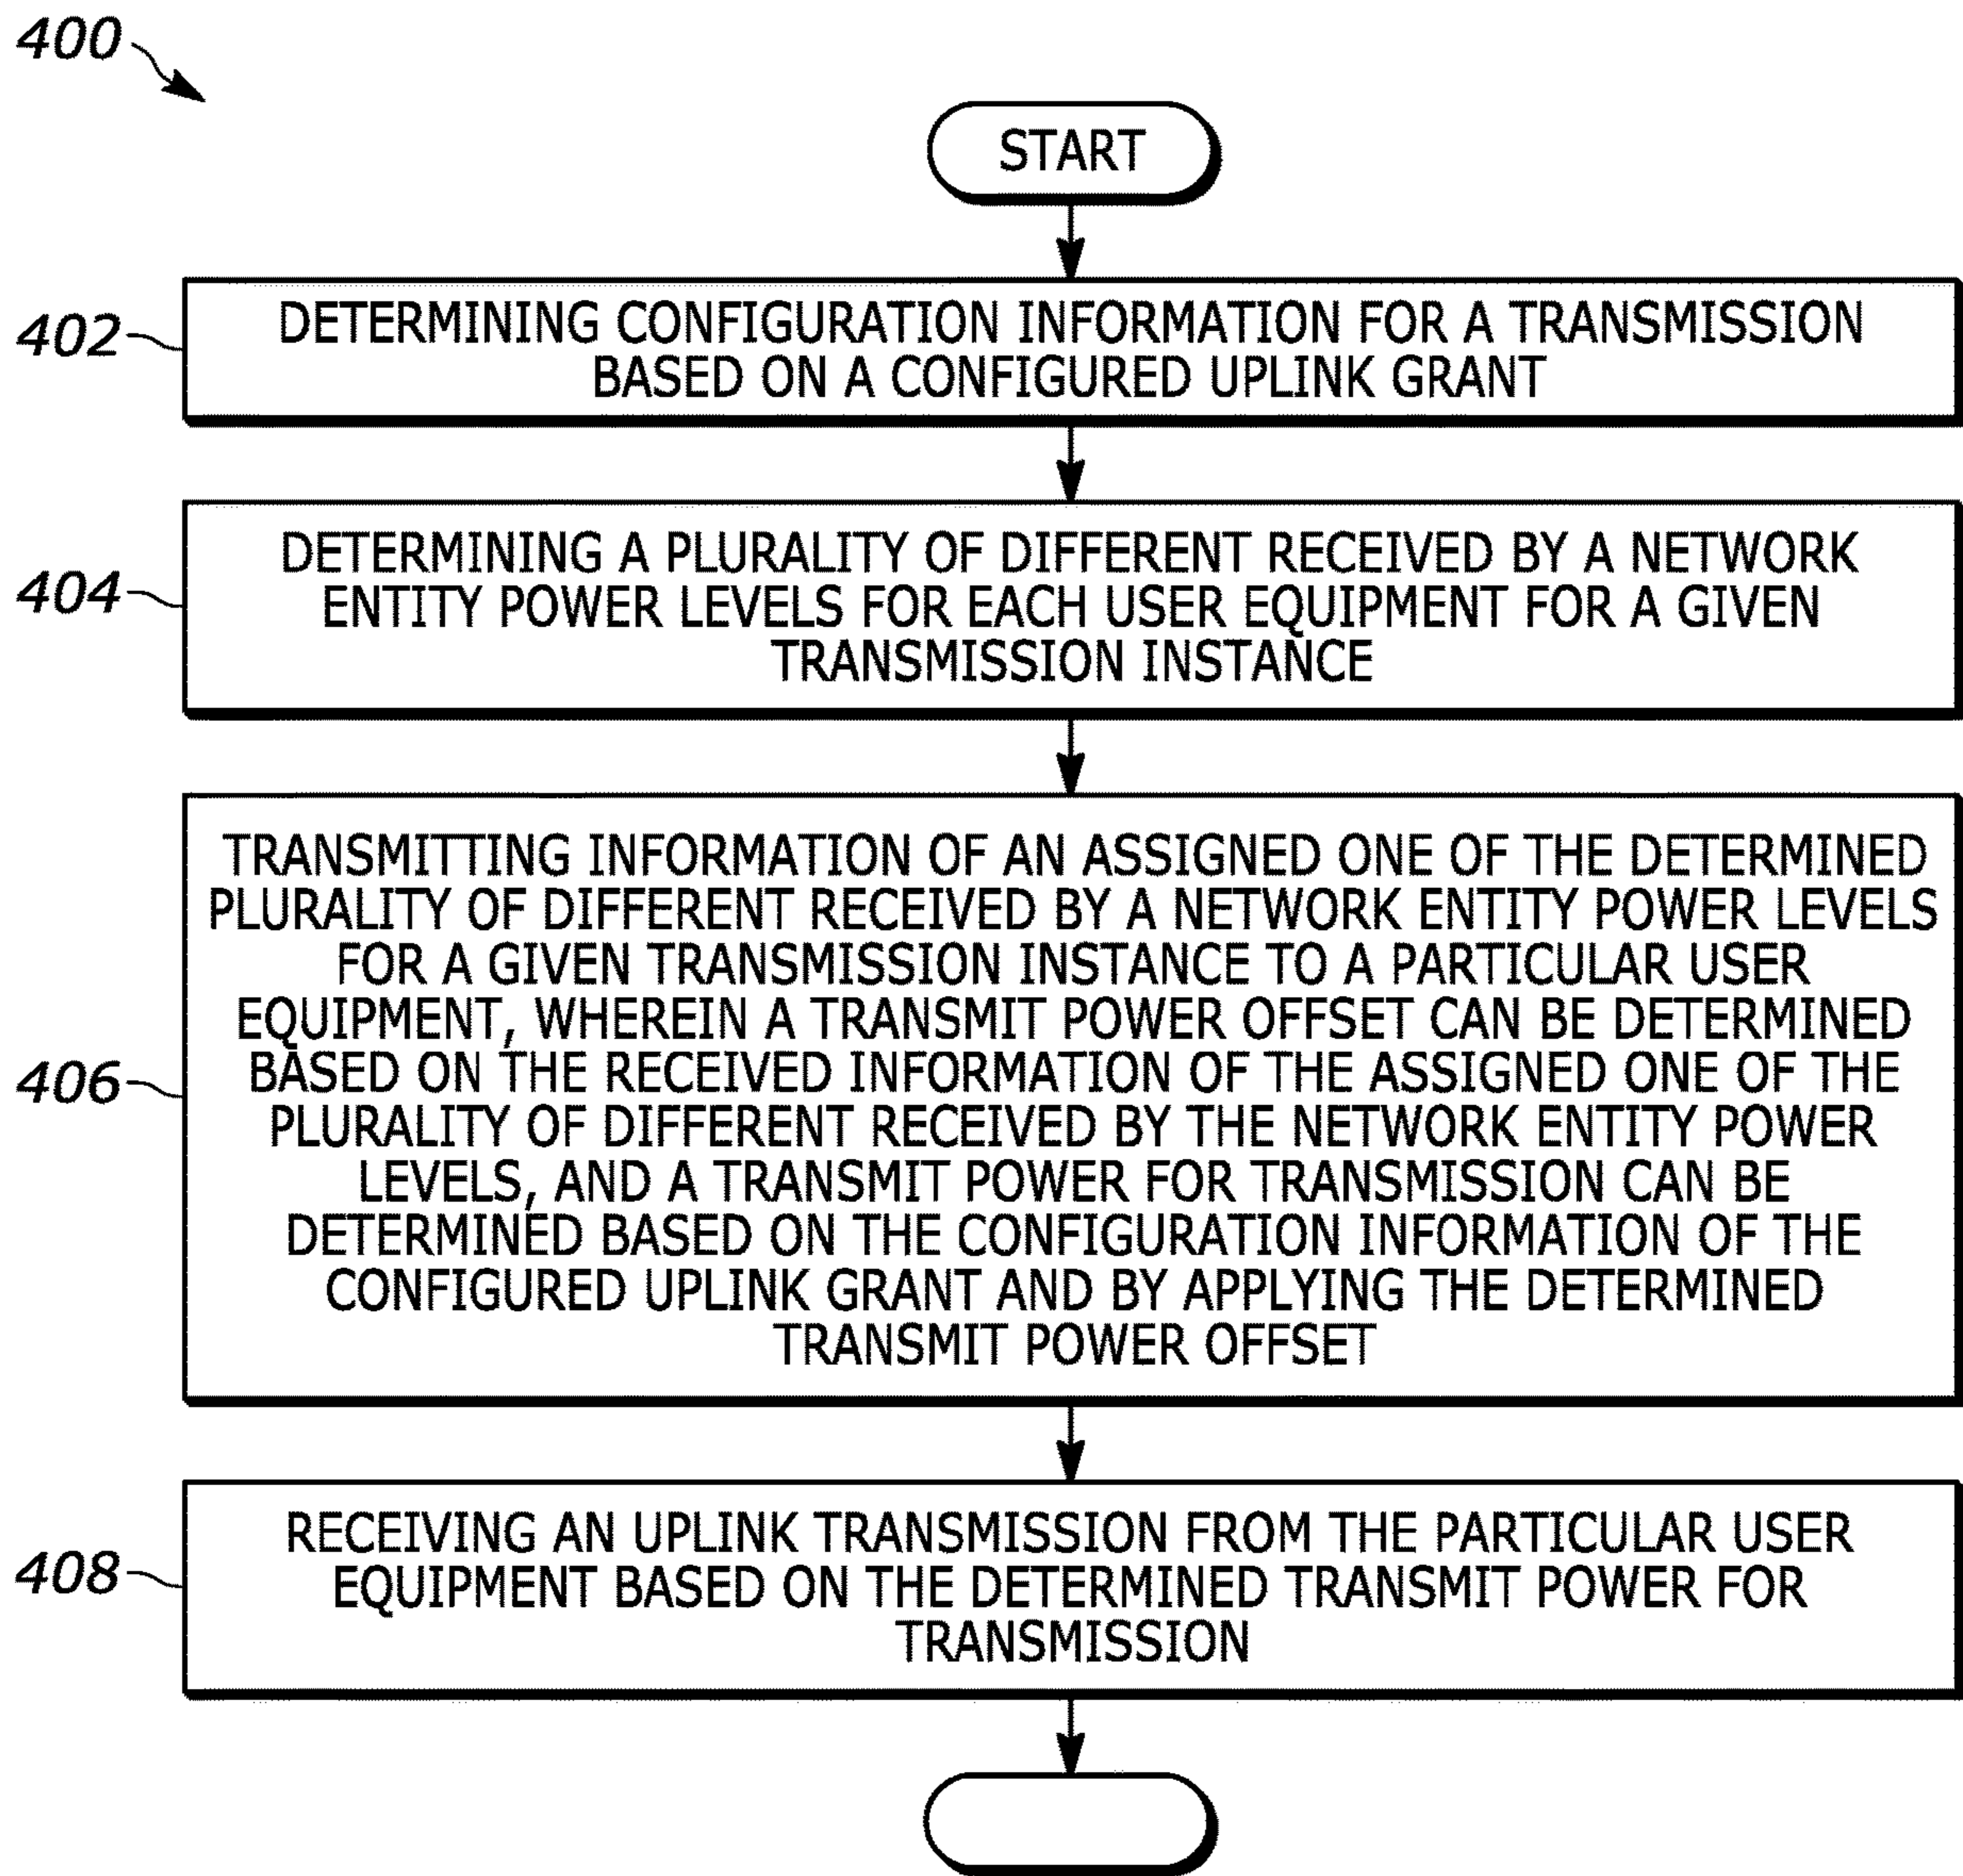 400
START
402
DETERMINING CONFIGURATION INFORMATION FOR A TRANSMISSION
BASED ON A CONFIGURED UPLINK GRANT
404
DETERMINING A PLURALITY OF DIFFERENT RECEIVED BY A NETWORK
ENTITY POWER LEVELS FOR EACH USER EQUIPMENT FOR A GIVEN
TRANSMISSION INSTANCE
406
TRANSMITTING INFORMATION OF AN ASSIGNED ONE OF THE DETERMINED
PLURALITY OF DIFFERENT RECEIVED BY A NETWORK ENTITY POWER LEVELS
FOR A GIVEN TRANSMISSION INSTANCE TO A PARTICULAR USER
EQUIPMENT, WHEREIN A TRANSMIT POWER OFFSET CAN BE DETERMINED
BASED ON THE RECEIVED INFORMATION OF THE ASSIGNED ONE OF THE
PLURALITY OF DIFFERENT RECEIVED BY THE NETWORK ENTITY POWER
LEVELS, AND A TRANSMIT POWER FOR TRANSMISSION CAN BE
DETERMINED BASED ON THE CONFIGURATION INFORMATION OF THE
CONFIGURED UPLINK GRANT AND BY APPLYING THE DETERMINED
TRANSMIT POWER OFFSET
408
RECEIVING AN UPLINK TRANSMISSION FROM THE PARTICULAR USER
EQUIPMENT BASED ON THE DETERMINED TRANSMIT POWER FOR
TRANSMISSION